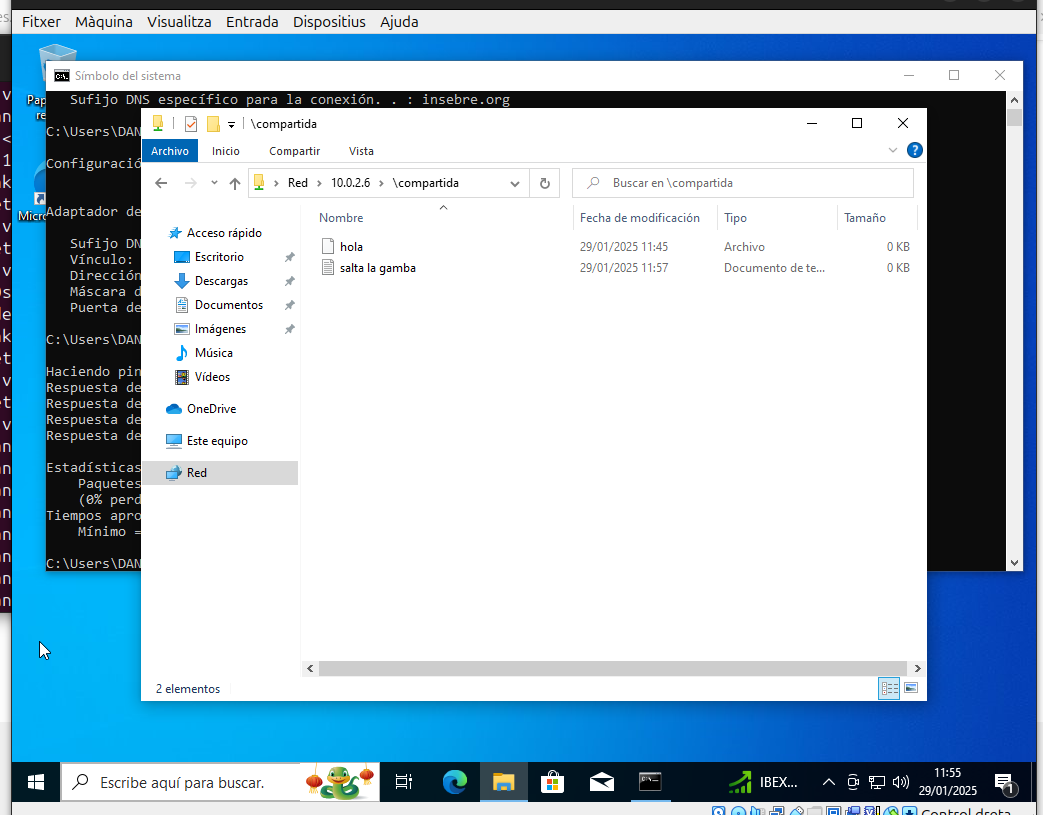 Fitxer Màquina Visualitza Entrada Dispositius Ajuda
Símbolo del sistema
Sufijo DNS específico para la conexión. . : insebre.org
C:\Users\DAN
Configuració
Adaptador de
Sufijo DN
Vínculo:
Dirección
Máscara d
Puerta de
C:\Users\DAN
Haciendo pin
Respuesta de
Respuesta de
Respuesta de
Respuesta de
Estadísticas
Paquetes
(0% perd
Tiempos apro
Mínimo =
C:\Users\DAN
Pap
re
Micro
\compartida
Archivo Inicio Compartir Vista
Red 10.0.2.6 \compartida
Buscar en \compartida
Nombre Fecha de modificación Tipo Tamaño
hola 29/01/2025 11:45 Archivo 0 KB
salta la gamba 29/01/2025 11:57 Documento de te... 0 KB
Acceso rápido
Escritorio
Descargas
Documentos
Imágenes
Música
Vídeos
OneDrive
Este equipo
Red
2 elementos
Escribe aquí para buscar.
IBEX...
11:55
29/01/2025
1
Control dreta